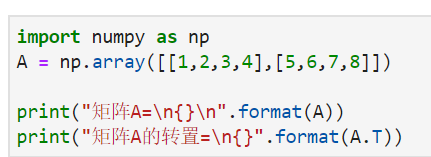 import numpy as np
A = np.array([[1,2,3,4],[5,6,7,8]])
print("矩阵A=\n{}\n".format(A))
print("矩阵A的转置=\n{}".format(A.T))